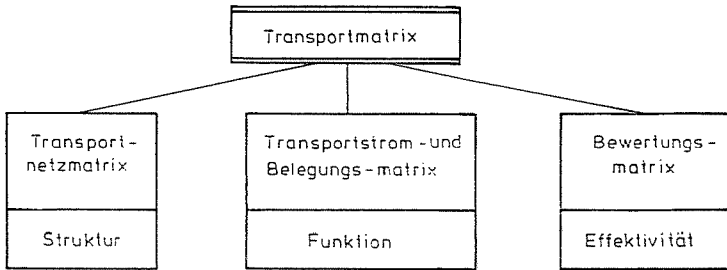 Transportmatrix
Transport-
netzmatrix
Struktur
Transportstrom-und
Belegungs-matrix
Funktion
Bewertungs-
matrix
Effektivität